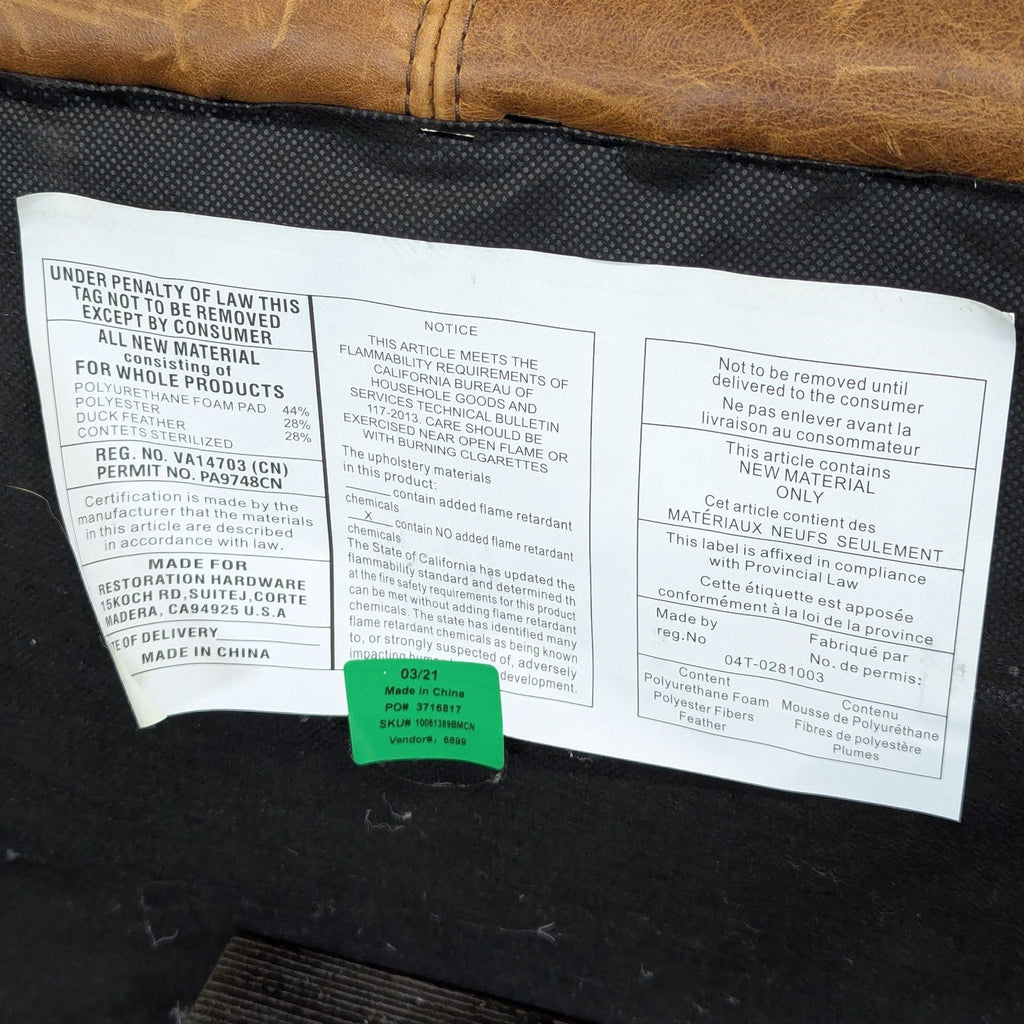 UNDER PENALTY OF LAW THIS
TAG NOT TO BE REMOVED
EXCEPT BY CONSUMER
ALL NEW MATERIAL
consisting of
FOR WHOLE PRODUCTS
POLYURETHANE FOAM PAD 44%
POLYESTER 28%
DUCK FEATHER 28%
CONTETS STERILIZED
REG. NO. VA14703 (CN)
PERMIT NO. PA9748CN
Certification is made by the
manufacturer that the materials
in this article are described
in accordance with law.
MADE FOR
RESTORATION HARDWARE
15KOCH RD,SUITEJ,CORTE
MADERA, CA94925 U.S.A
TE OF DELIVERY
MADE IN CHINA
NOTICE
THIS ARTICLE MEETS THE
FLAMMABILITY REQUIREMENTS OF
CALIFORNIA BUREAU OF
HOUSEHOLD GOODS AND
SERVICES TECHNICAL BULLETIN
117-2013. CARE SHOULD BE
EXERCISED NEAR OPEN FLAME OR
WITH BURNING CLGARETTES
The upholstery materials
in this product:
_____ contain added flame retardant
chemicals
__X__ contain NO added flame retardant
chemicals
The State of California has updated the
flammability standard and determined th
at the fire safety requirements for this product
can be met without adding flame retardant
chemicals. The state has identified many
flame retardant chemicals as being known
to, or strongly suspected of, adversely
impacting development.
03/21
Made in China
PO# 3716817
SKU# 10081389BMCN
Vendor#: 6899
Not to be removed until
delivered to the consumer
Ne pas enlever avant la
livraison au consommateur
This article contains
NEW MATERIAL
ONLY
Cet article contient des
MATÉRIAUX NEUFS SEULEMENT
This label is affixed in compliance
with Provincial Law
Cette étiquette est apposée
conformément à la loi de la province
Made by Fabriqué par
reg.No No. de permis:
04T-0281003
Content Contenu
Polyurethane Foam Mousse de Polyuréthane
Polyester Fibers Fibres de polyestère
Feather Plumes